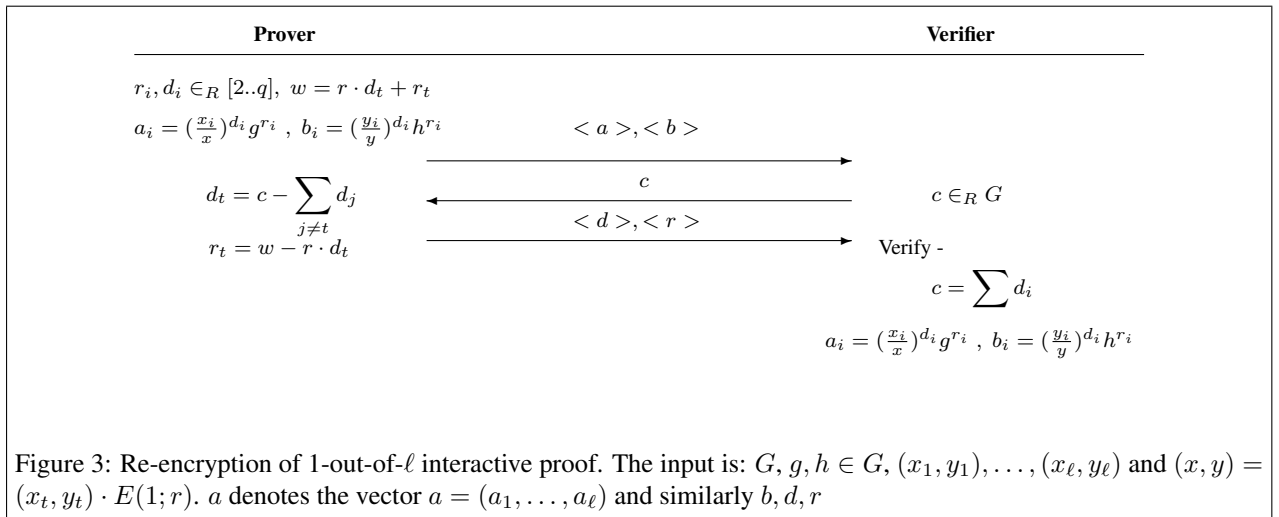 Prover Verifier
r_i, d_i ∈_R [2..q], w = r · d_t + r_t
a_i = (x_i/x)^{d_i} g^{r_i} , b_i = (y_i/y)^{d_i} h^{r_i} < a >, < b >
d_t = c − ∑_{j≠t} d_j c c ∈_R G
< d >, < r >
r_t = w − r · d_t Verify -
c = ∑ d_i
a_i = (x_i/x)^{d_i} g^{r_i} , b_i = (y_i/y)^{d_i} h^{r_i}
Figure 3: Re-encryption of 1-out-of-ℓ interactive proof. The input is: G, g, h ∈ G, (x_1, y_1), . . . , (x_ℓ, y_ℓ) and (x, y) =
(x_t, y_t) · E(1; r). a denotes the vector a = (a_1, . . . , a_ℓ) and similarly b, d, r